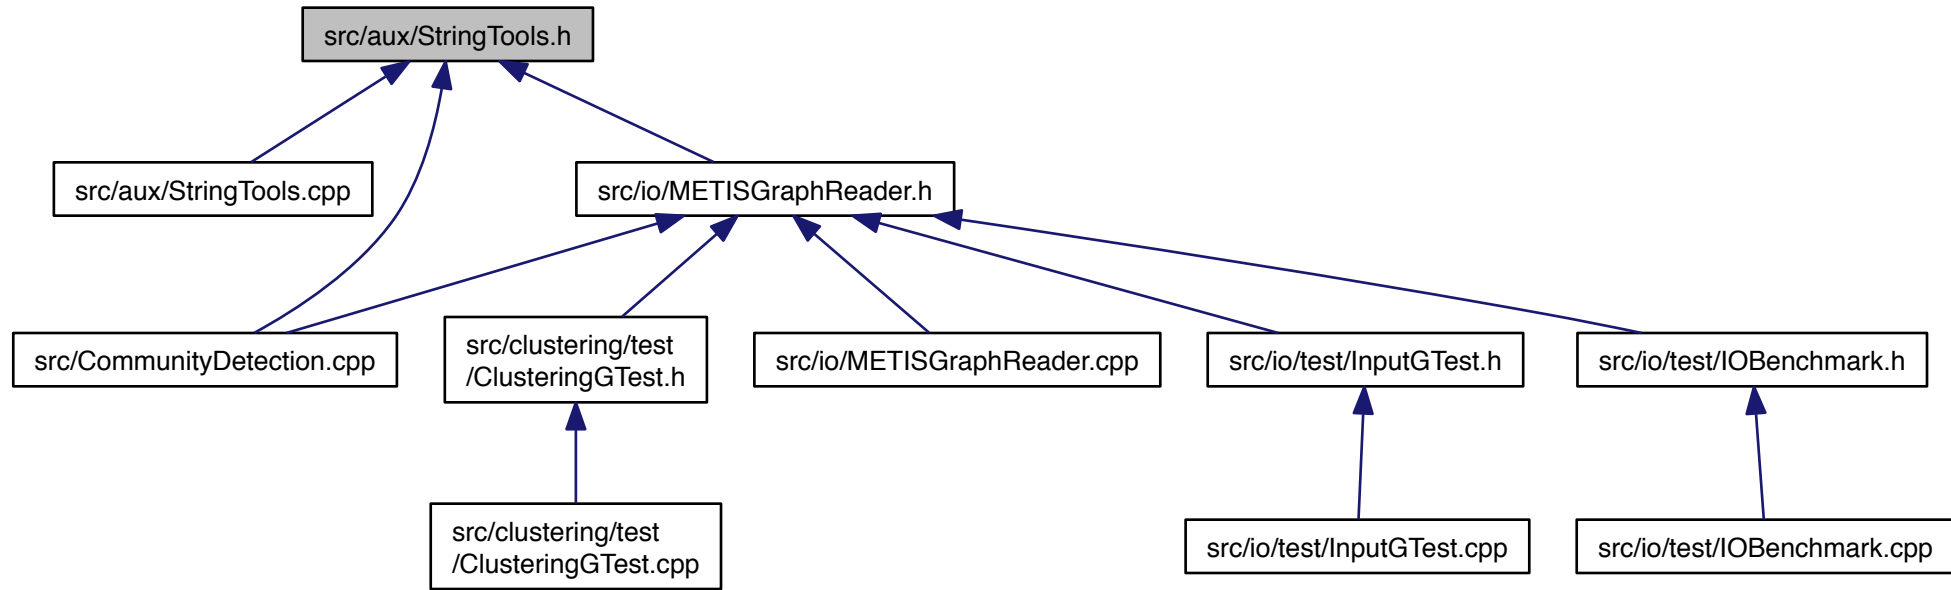 src/aux/StringTools.h
src/aux/StringTools.cpp
src/io/METISGraphReader.h
src/CommunityDetection.cpp
src/clustering/test
/ClusteringGTest.h
src/io/METISGraphReader.cpp
src/io/test/InputGTest.h
src/io/test/IOBenchmark.h
src/clustering/test
/ClusteringGTest.cpp
src/io/test/InputGTest.cpp
src/io/test/IOBenchmark.cpp